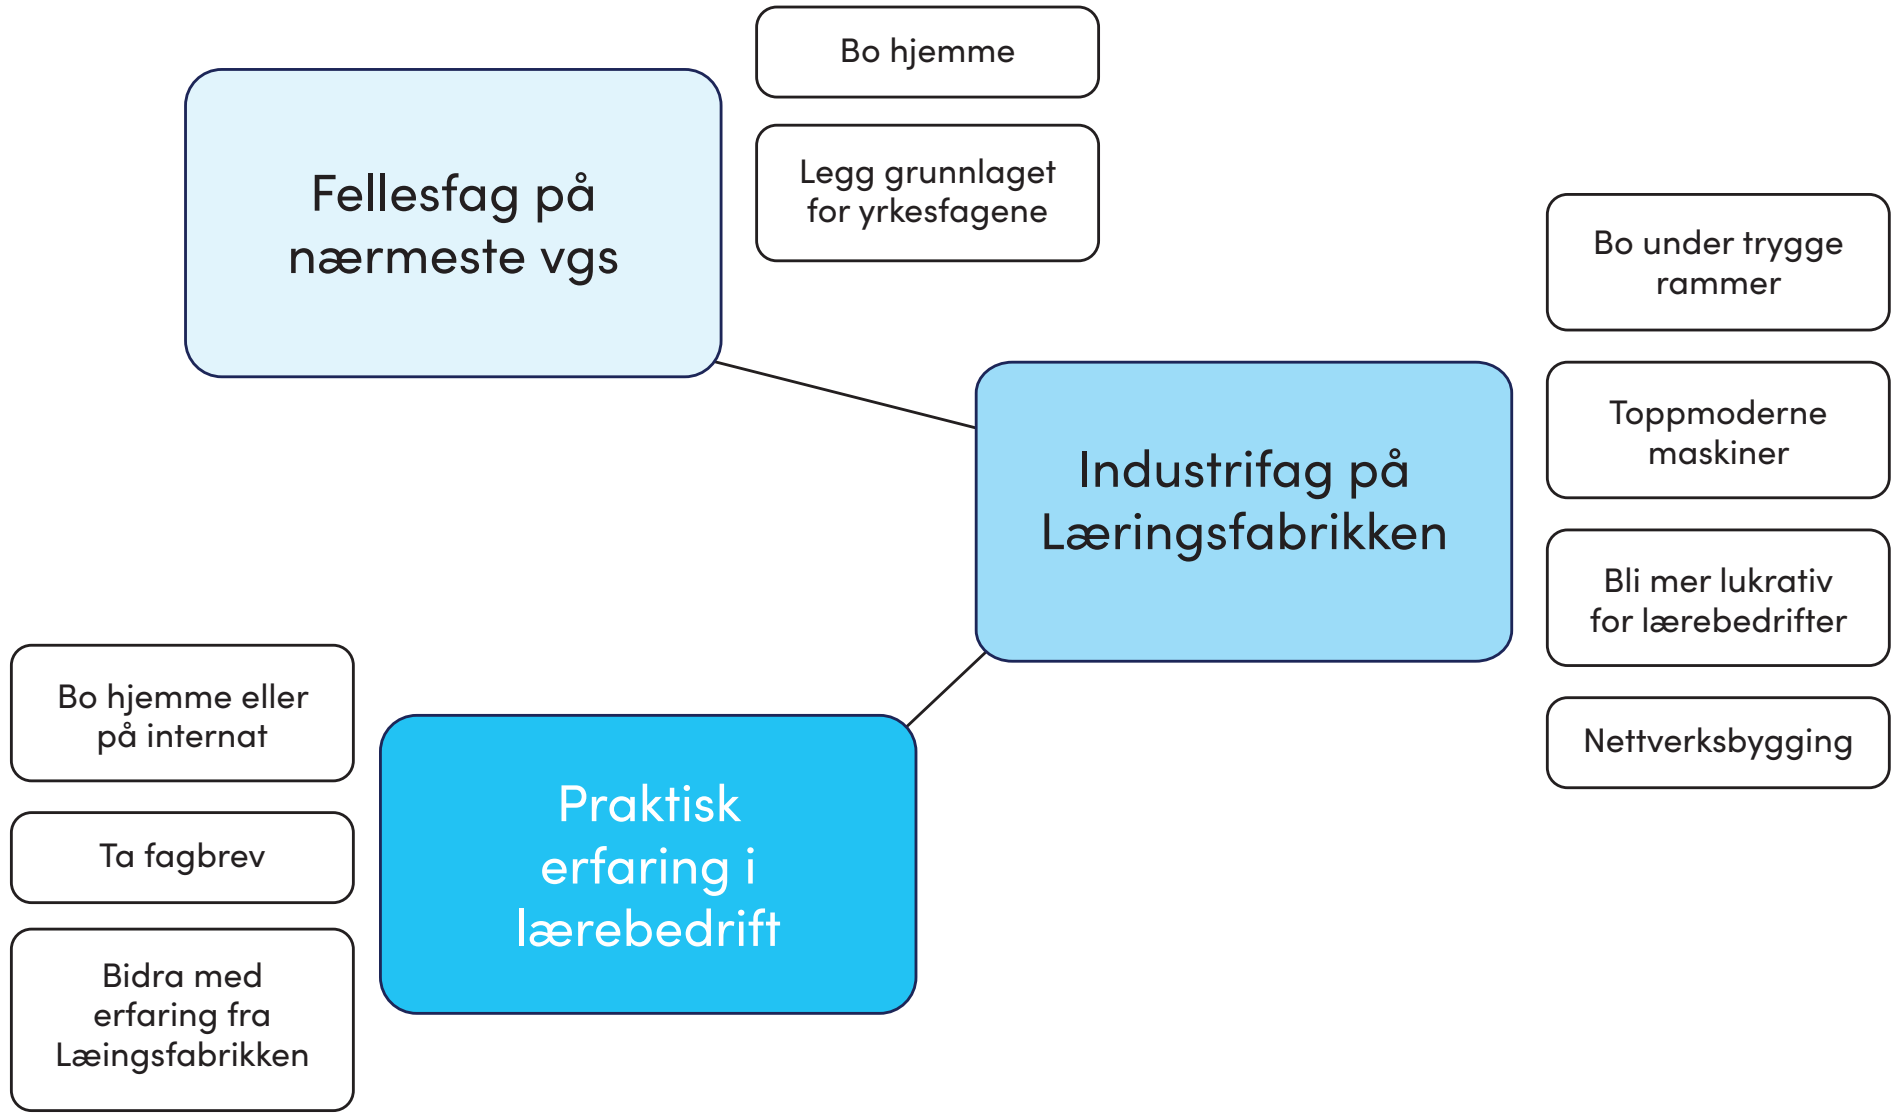 Bo hjemme
Legg grunnlaget
for yrkesfagene
Fellesfag på
nærmeste vgs
Bo under trygge
rammer
Toppmoderne
maskiner
Bli mer lukrativ
for lærebedrifter
Nettverksbygging
Industrifag på
Læringsfabrikken
Bo hjemme eller
på internat
Ta fagbrev
Bidra med
erfaring fra
Læingsfabrikken
Praktisk
erfaring i
lærebedrift